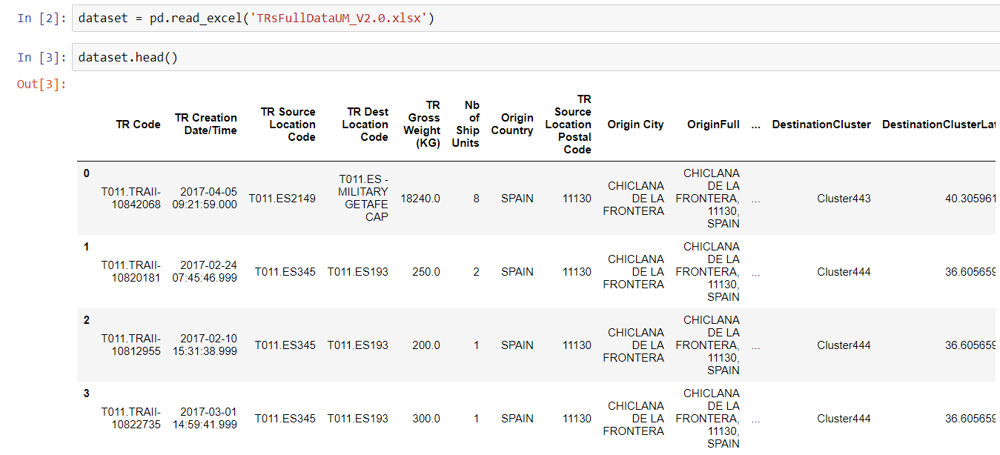 In [2]: dataset = pd.read_excel('TRsFullDataUM_V2.0.xlsx')
In [3]: dataset.head()
Out[3]:
TR Code TR Creation Date/Time TR Source Location Code TR Dest Location Code TR Gross Weight (KG) Nb of Ship Units Origin Country TR Source Location Postal Code Origin City OriginFull ... DestinationCluster DestinationClusterLat
0 T011.TRAII-10842068 2017-04-05 09:21:59.000 T011.ES2149 T011.ES - MILITARY GETAFE CAP 18240.0 8 SPAIN 11130 CHICLANA DE LA FRONTERA CHICLANA DE LA FRONTERA, 11130, SPAIN ... Cluster443 40.305961
1 T011.TRAII-10820181 2017-02-24 07:45:46.999 T011.ES345 T011.ES193 250.0 2 SPAIN 11130 CHICLANA DE LA FRONTERA CHICLANA DE LA FRONTERA, 11130, SPAIN ... Cluster444 36.605659
2 T011.TRAII-10812955 2017-02-10 15:31:38.999 T011.ES345 T011.ES193 200.0 1 SPAIN 11130 CHICLANA DE LA FRONTERA CHICLANA DE LA FRONTERA, 11130, SPAIN ... Cluster444 36.605659
3 T011.TRAII-10822735 2017-03-01 14:59:41.999 T011.ES345 T011.ES193 300.0 1 SPAIN 11130 CHICLANA DE LA FRONTERA CHICLANA DE LA FRONTERA, 11130, SPAIN ... Cluster444 36.605659